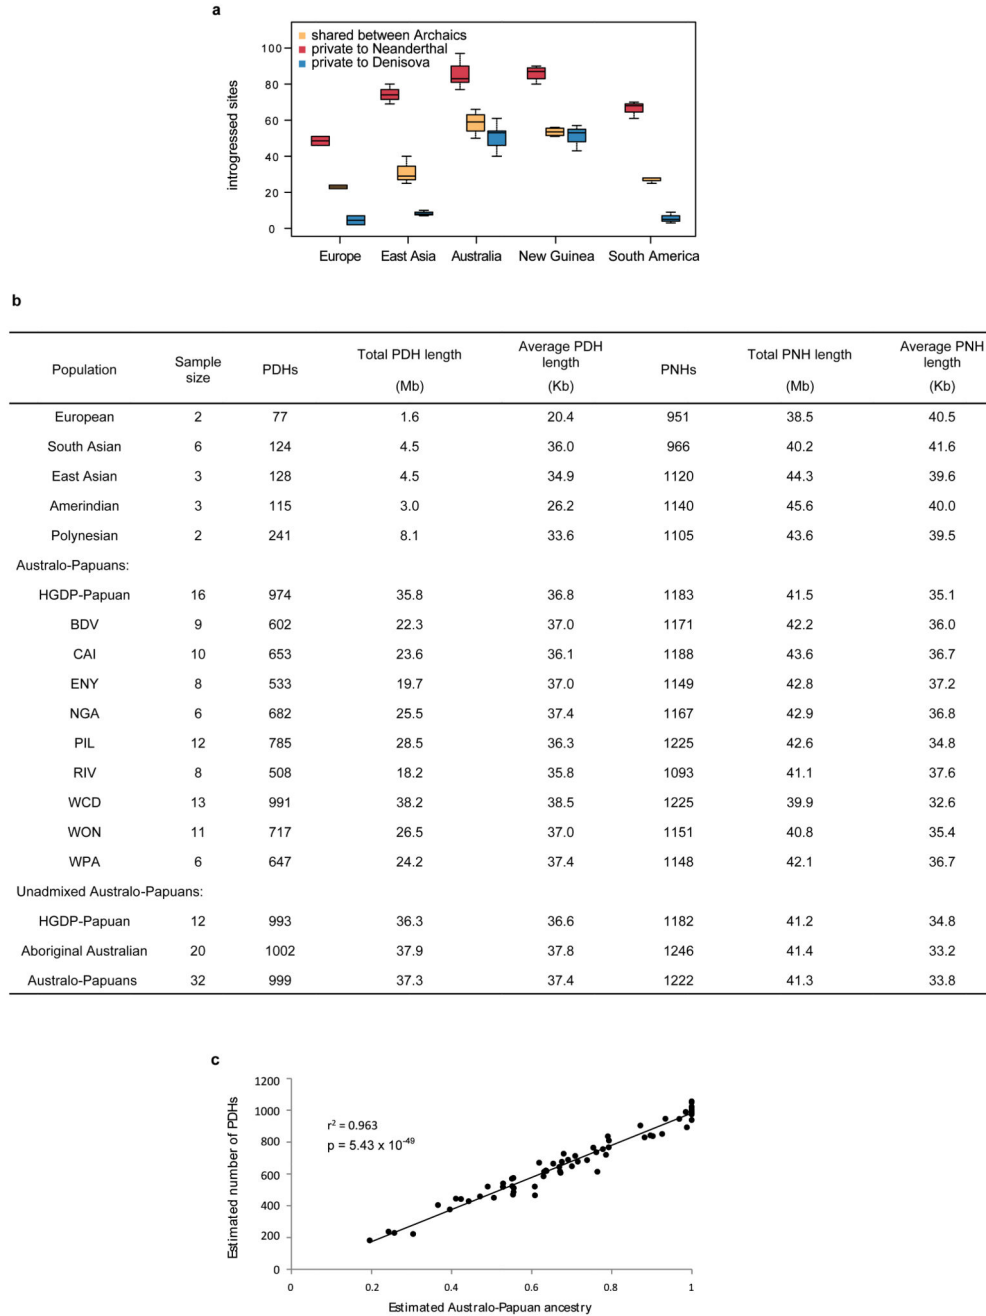 a
shared between Archaics
private to Neanderthal
private to Denisova
introgressed sites
100
80
60
40
20
0
Europe East Asia Australia New Guinea South America
b
Population Sample size PDHs Total PDH length (Mb) Average PDH length (Kb) PNHs Total PNH length (Mb) Average PNH length (Kb)
European 2 77 1.6 20.4 951 38.5 40.5
South Asian 6 124 4.5 36.0 966 40.2 41.6
East Asian 3 128 4.5 34.9 1120 44.3 39.6
Amerindian 3 115 3.0 26.2 1140 45.6 40.0
Polynesian 2 241 8.1 33.6 1105 43.6 39.5
Australo-Papuans:
HGDP-Papuan 16 974 35.8 36.8 1183 41.5 35.1
BDV 9 602 22.3 37.0 1171 42.2 36.0
CAI 10 653 23.6 36.1 1188 43.6 36.7
ENY 8 533 19.7 37.0 1149 42.8 37.2
NGA 6 682 25.5 37.4 1167 42.9 36.8
PIL 12 785 28.5 36.3 1225 42.6 34.8
RIV 8 508 18.2 35.8 1093 41.1 37.6
WCD 13 991 38.2 38.5 1225 39.9 32.6
WON 11 717 26.5 37.0 1151 40.8 35.4
WPA 6 647 24.2 37.4 1148 42.1 36.7
Unadmixed Australo-Papuans:
HGDP-Papuan 12 993 36.3 36.6 1182 41.2 34.8
Aboriginal Australian 20 1002 37.9 37.8 1246 41.4 33.2
Australo-Papuans 32 999 37.3 37.4 1222 41.3 33.8
c
Estimated number of PDHs
1200
1000
800
600
400
200
0
r² = 0.963
p = 5.43 x 10⁻⁴⁹
0 0.2 0.4 0.6 0.8 1
Estimated Australo-Papuan ancestry